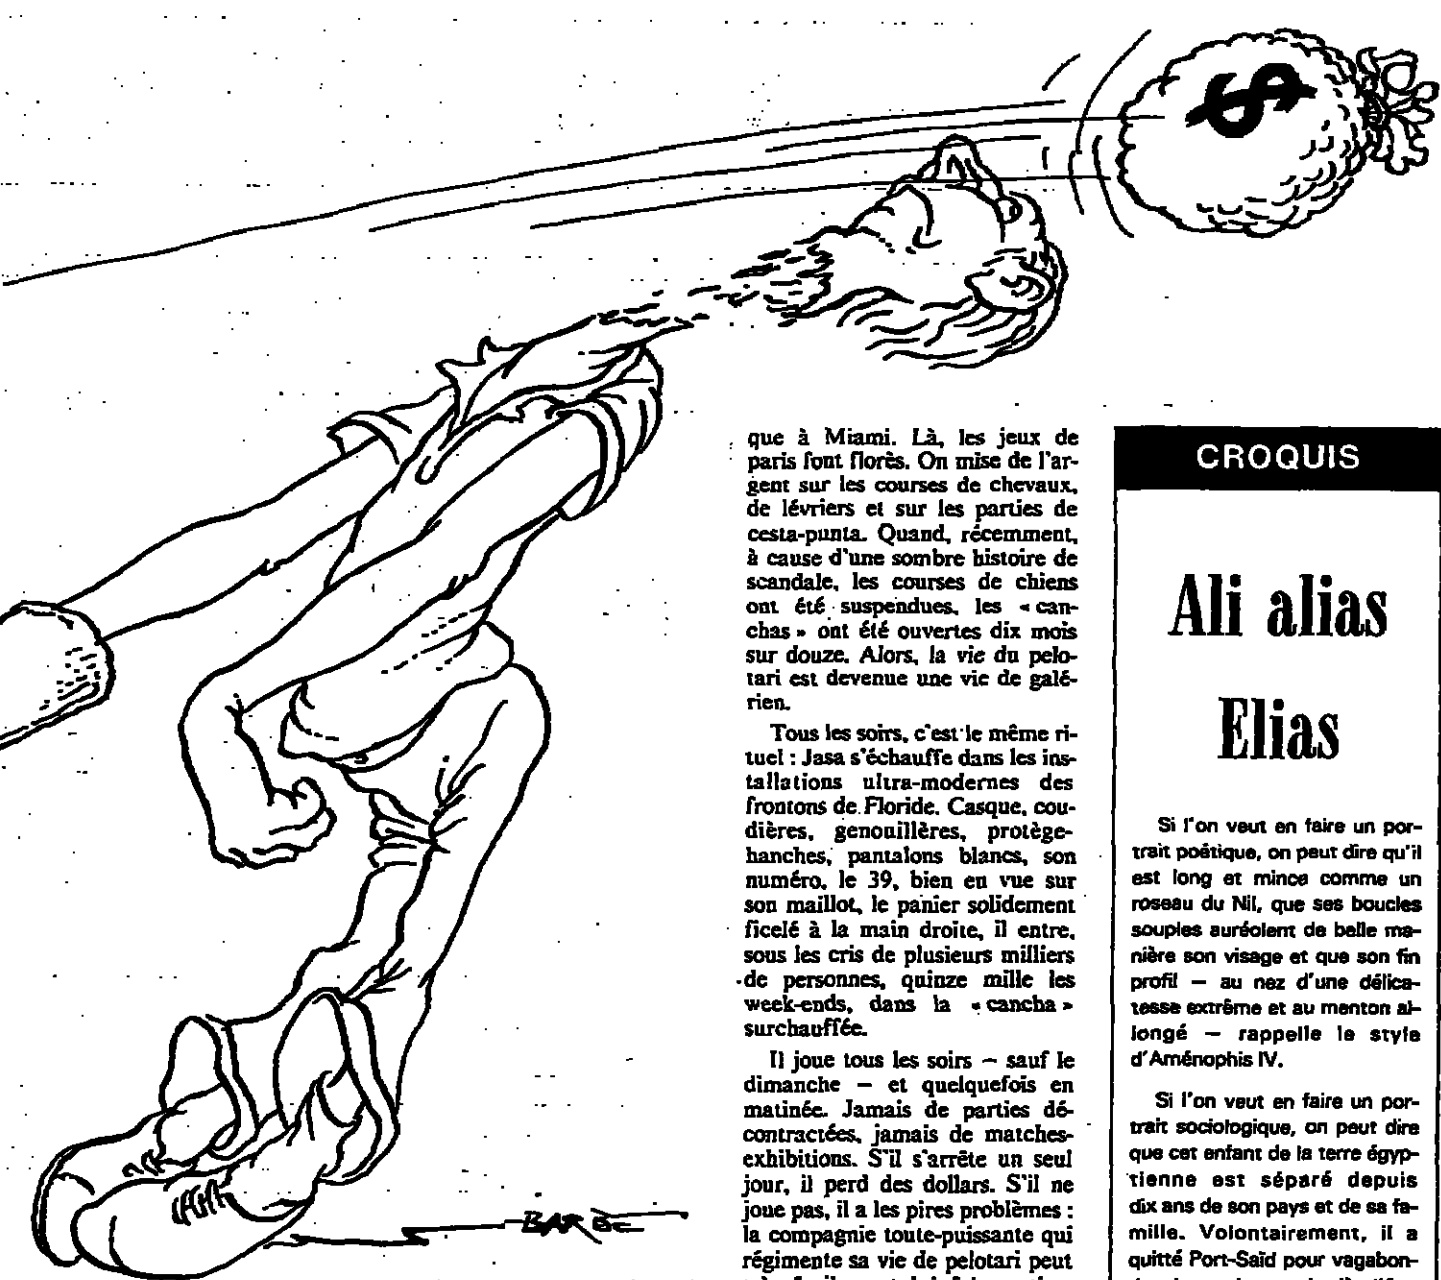 $
BARBE
que à Miami. Là, les jeux de
paris font florès. On mise de l'ar-
gent sur les courses de chevaux,
de lévriers et sur les parties de
cesta-punta. Quand, récemment,
à cause d'une sombre histoire de
scandale, les courses de chiens
ont été suspendues, les « can-
chas » ont été ouvertes dix mois
sur douze. Alors, la vie du pelo-
tari est devenue une vie de galé-
rien.
Tous les soirs, c'est le même ri-
tuel : Jasa s'échauffe dans les ins-
tallations ultra-modernes des
frontons de Floride. Casque, cou-
dières, genouillères, protège-
hanches, pantalons blancs, son
numéro, le 39, bien en vue sur
son maillot, le panier solidement
ficelé à la main droite, il entre,
sous les cris de plusieurs milliers
de personnes, quinze mille les
week-ends, dans la « cancha »
surchauffée.
Il joue tous les soirs – sauf le
dimanche – et quelquefois en
matinée. Jamais de parties dé-
contractées, jamais de matches-
exhibitions. S'il s'arrête un seul
jour, il perd des dollars. S'il ne
joue pas, il a les pires problèmes :
la compagnie toute-puissante qui
régimente sa vie de pelotari peut
CROQUIS
Ali alias
Elias
Si l'on veut en faire un por-
trait poétique, on peut dire qu'il
est long et mince comme un
roseau du Nil, que ses boucles
souples auréolent de belle ma-
nière son visage et que son fin
profil – au nez d'une délica-
tesse extrême et au menton al-
longé – rappelle le style
d'Aménophis IV.
Si l'on veut en faire un por-
trait sociologique, on peut dire
que cet enfant de la terre égyp-
tienne est séparé depuis
dix ans de son pays et de sa fa-
mille. Volontairement, il a
quitté Port-Saïd pour vagabon-